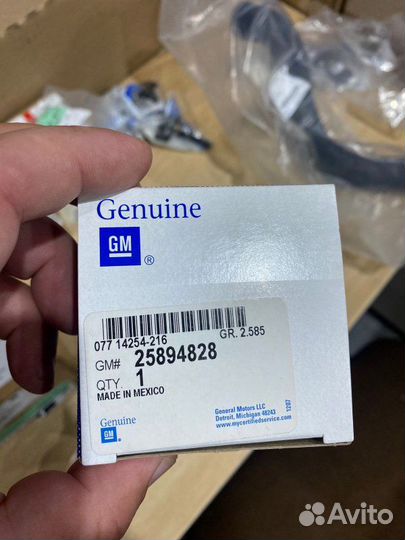 Genuine
GM ®
077 14254-216 GR. 2.585
GM# 25894828
QTY. 1
MADE IN MEXICO
Genuine
GM ®
General Motors LLC
Detroit, Michigan 48243
www.mycertifiedservice.com
1207
Avito